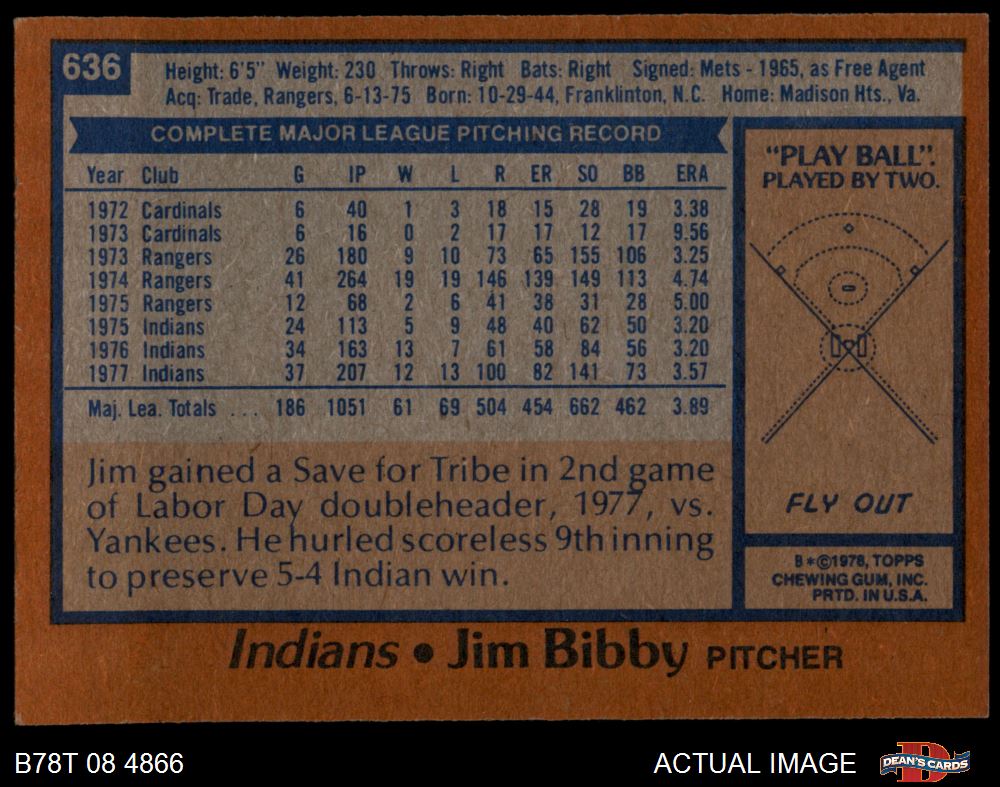 636
Height: 6'5" Weight: 230 Throws: Right Bats: Right Signed: Mets - 1965, as Free Agent
Acq: Trade, Rangers, 6-13-75 Born: 10-29-44, Franklinton, N.C. Home: Madison Hts., Va.
COMPLETE MAJOR LEAGUE PITCHING RECORD
Year Club G IP W L R ER SO BB ERA
1972 Cardinals 6 40 1 3 18 15 28 19 3.38
1973 Cardinals 6 16 0 2 17 17 12 17 9.56
1973 Rangers 26 180 9 10 73 65 155 106 3.25
1974 Rangers 41 264 19 19 146 139 149 113 4.74
1975 Rangers 12 68 2 6 41 38 31 28 5.00
1975 Indians 24 113 5 9 48 40 62 50 3.20
1976 Indians 34 163 13 7 61 58 84 56 3.20
1977 Indians 37 207 12 13 100 82 141 73 3.57
Maj. Lea. Totals ... 186 1051 61 69 504 454 662 462 3.89
Jim gained a Save for Tribe in 2nd game
of Labor Day doubleheader, 1977, vs.
Yankees. He hurled scoreless 9th inning
to preserve 5-4 Indian win.
"PLAY BALL".
PLAYED BY TWO.
FLY OUT
B*©1978, TOPPS
CHEWING GUM, INC.
PRTD. IN U.S.A.
Indians • Jim Bibby PITCHER
B78T 08 4866
ACTUAL IMAGE
DEAN'S CARDS